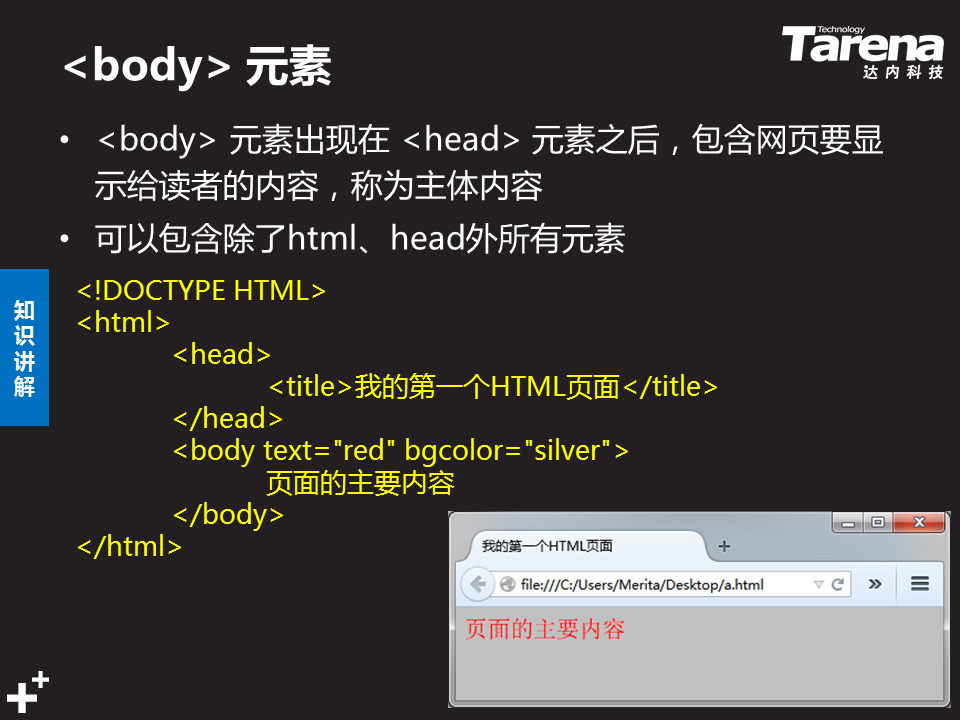 <body> 元素
Technology
Tarena
达内科技
• <body> 元素出现在 <head> 元素之后，包含网页要显
示给读者的内容，称为主体内容
• 可以包含除了html、head外所有元素
知识讲解
<!DOCTYPE HTML>
<html>
<head>
<title>我的第一个HTML页面</title>
</head>
<body text="red" bgcolor="silver">
页面的主要内容
</body>
</html>
我的第一个HTML页面
file:///C:/Users/Merita/Desktop/a.html
页面的主要内容